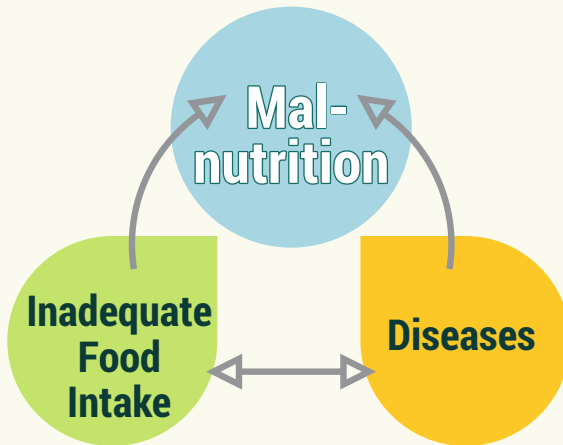 Mal-
nutrition
Inadequate
Food
Intake
Diseases